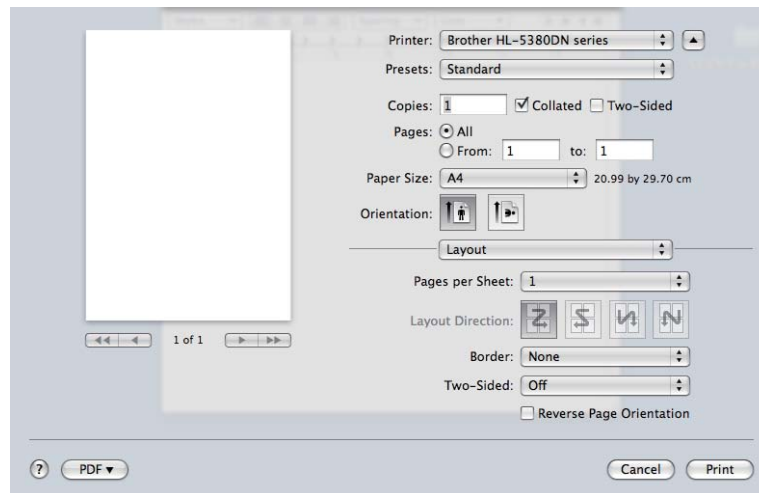 Printer: Brother HL-5380DN series
Presets: Standard
Copies: 1 Collated Two-Sided
Pages: All
From: 1 to: 1
Paper Size: A4 20.99 by 29.70 cm
Orientation:
Layout
Pages per Sheet: 1
Layout Direction:
1 of 1
Border: None
Two-Sided: Off
Reverse Page Orientation
? PDF Cancel Print